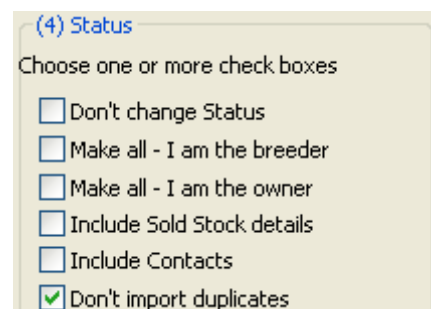 (4) Status
Choose one or more check boxes
Don't change Status
Make all - I am the breeder
Make all - I am the owner
Include Sold Stock details
Include Contacts
Don't import duplicates